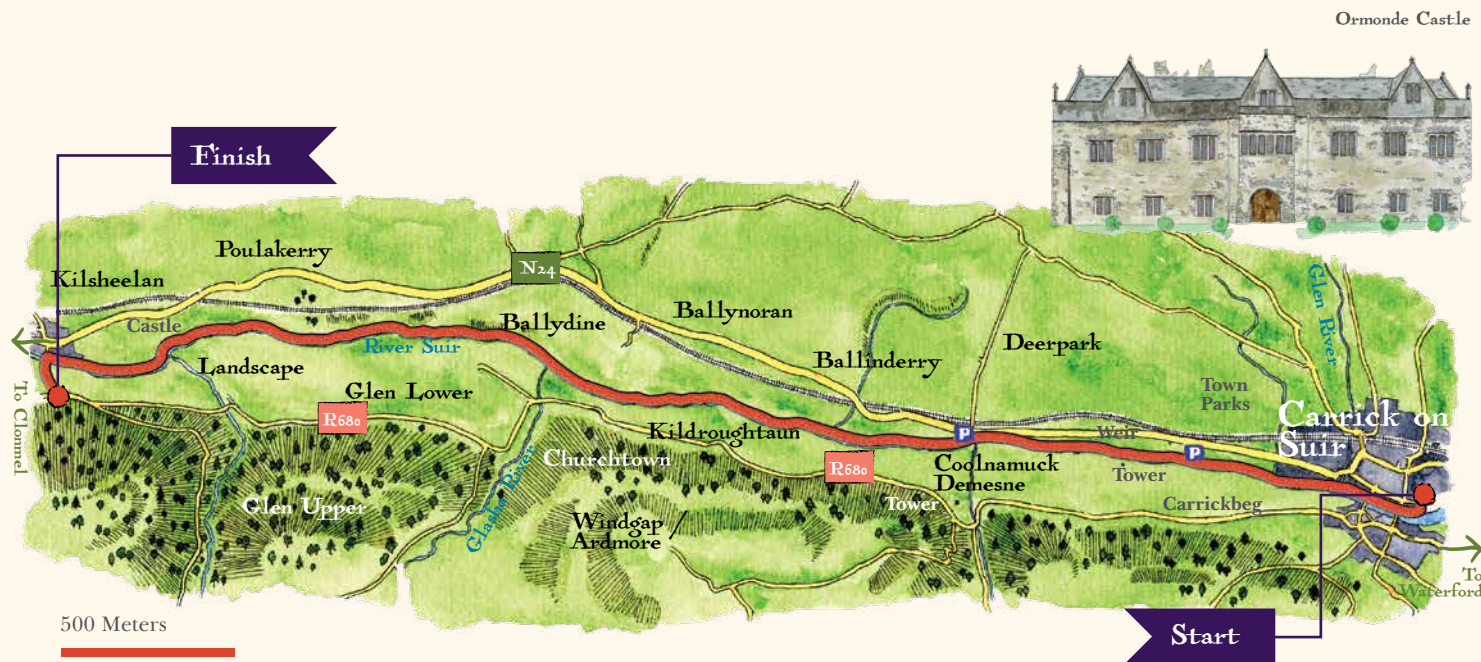 Ormonde Castle
Finish
Poulakerry
Kilsheelan
N24
Glen River
Castle
Ballydine
Ballynoran
River Suir
Deerpark
Ballinderry
Landscape
To Clonmel
Glen Lower
Town
Parks
R680
Carrick on
Suir
Kildroughtaun
Weir
P
P
Churchtown
R680
Coolnamuck
Demesne
Tower
Glen Upper
Glasha River
Tower
Carrickbeg
Windgap
Ardmore
To
Waterford
500 Meters
Start